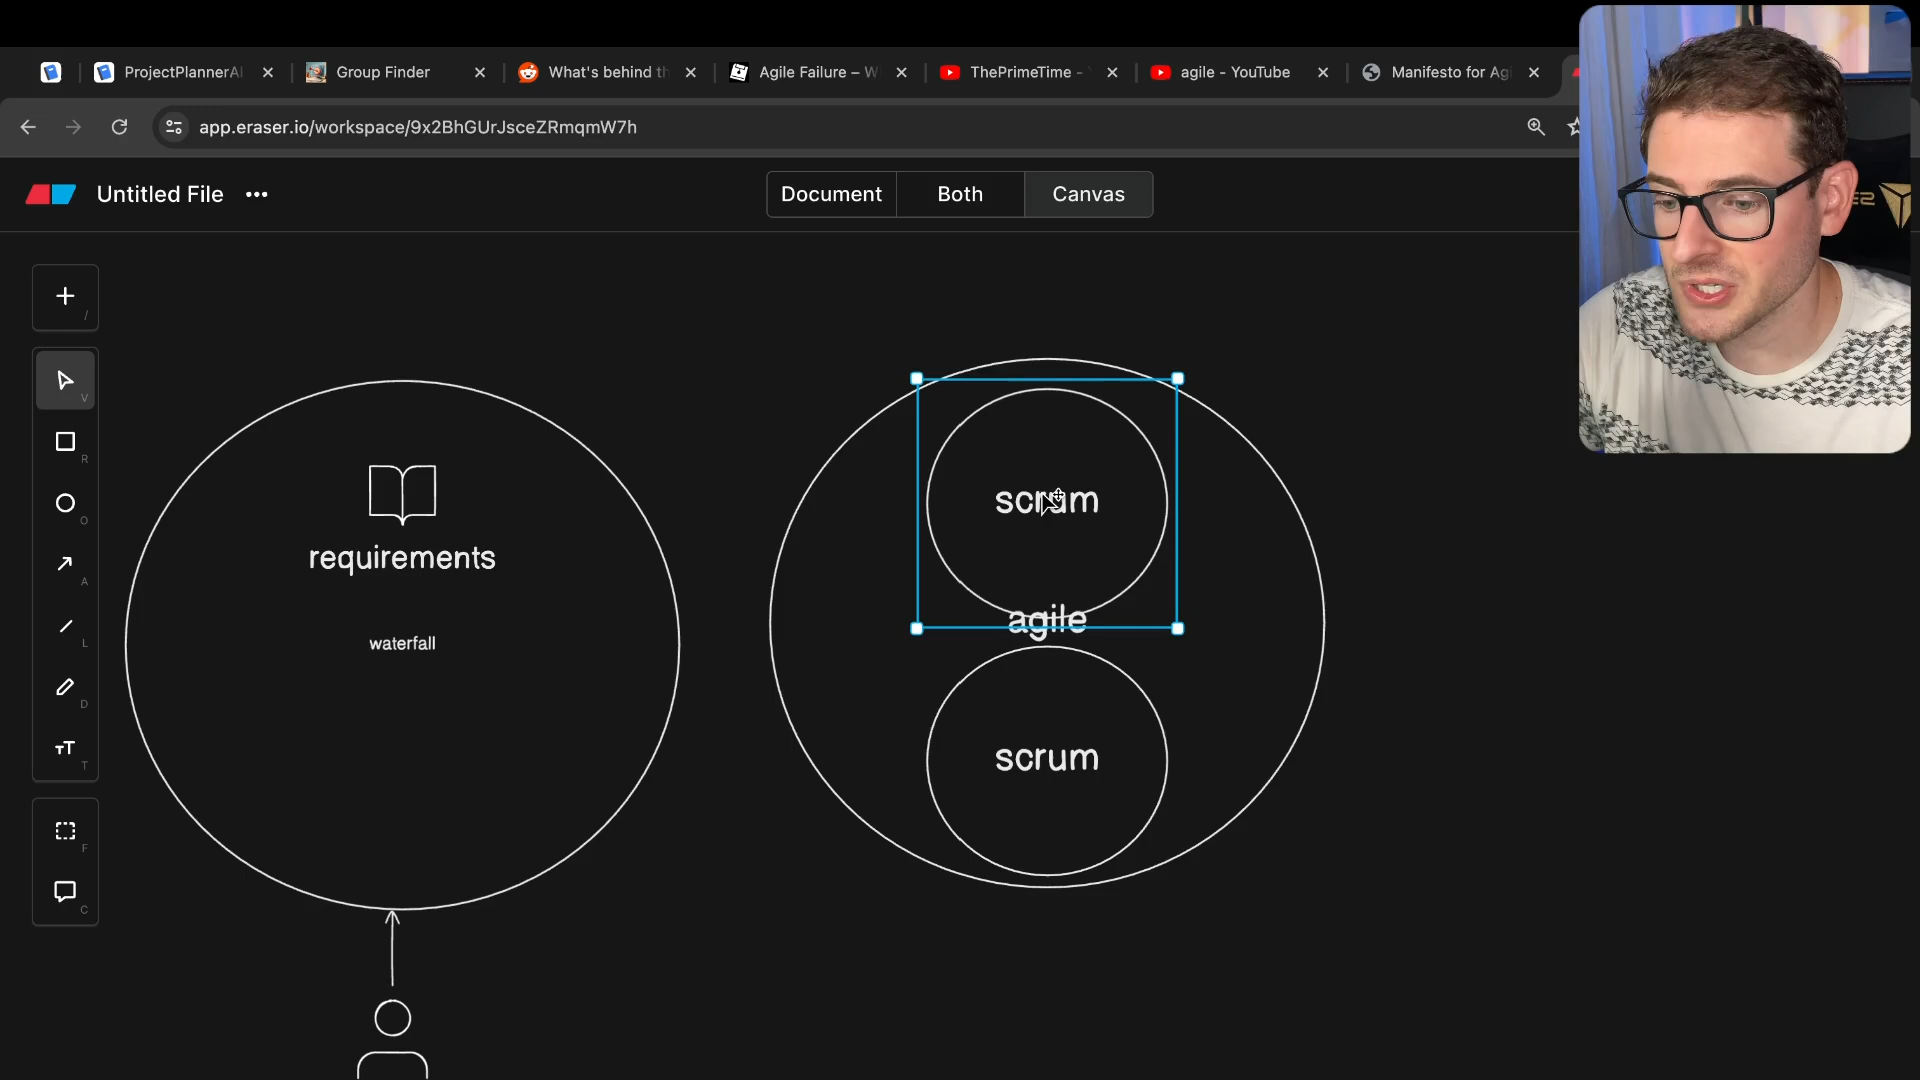 ProjectPlannerAI
Group Finder
What's behind th
Agile Failure – W
ThePrimeTime -
agile - YouTube
Manifesto for Ag
app.eraser.io/workspace/9x2BhGUrJsceZRmqmW7h
Untitled File
Document
Both
Canvas
/
V
R
O
A
L
D
T
F
C
requirements
waterfall
scrum
agile
scrum